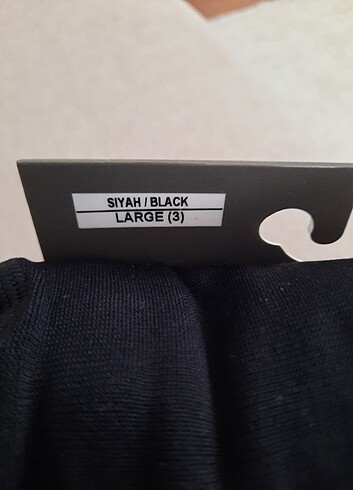 SIYAH / BLACK
LARGE (3)